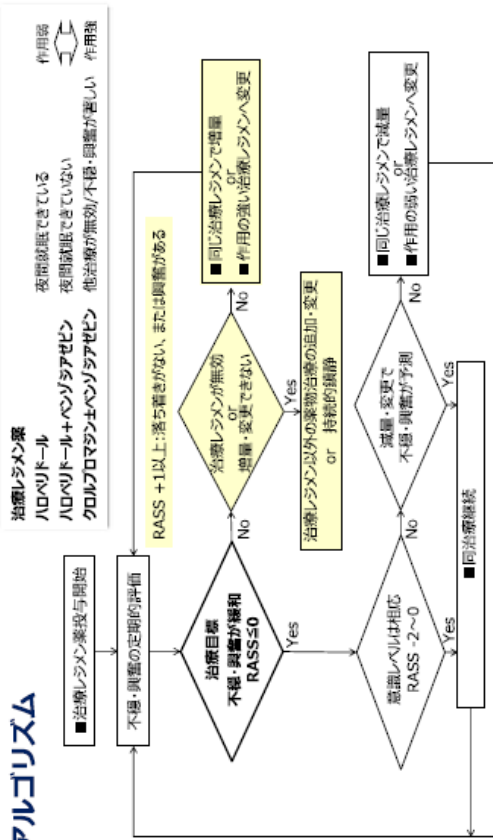 アルゴリズム
治療レジメン薬
ハロペリドール
夜間就眠できている
作用弱
ハロペリドール+ベンゾジアゼピン
夜間就眠できていない
クロルプロマジン±ベンゾジアゼピン
他治療が無効/不穏・興奮が著しい
作用強
■治療レジメン薬投与開始
不穏・興奮の定期的評価
RASS +1以上:落ち着きがない、または興奮がある
治療目標
不穏・興奮が緩和
RASS≦0
No
治療レジメンが無効
or
増量・変更できない
No
■同じ治療レジメンで増量
or
■作用の強い治療レジメンへ変更
Yes
Yes
治療レジメン以外の薬物治療の追加・変更
or 持続的鎮静
意識レベルは相応
RASS -2~0
No
減量・変更で
不穏・興奮が予測
No
■同じ治療レジメンで減量
or
■作用の弱い治療レジメンへ変更
Yes
Yes
■同治療継続